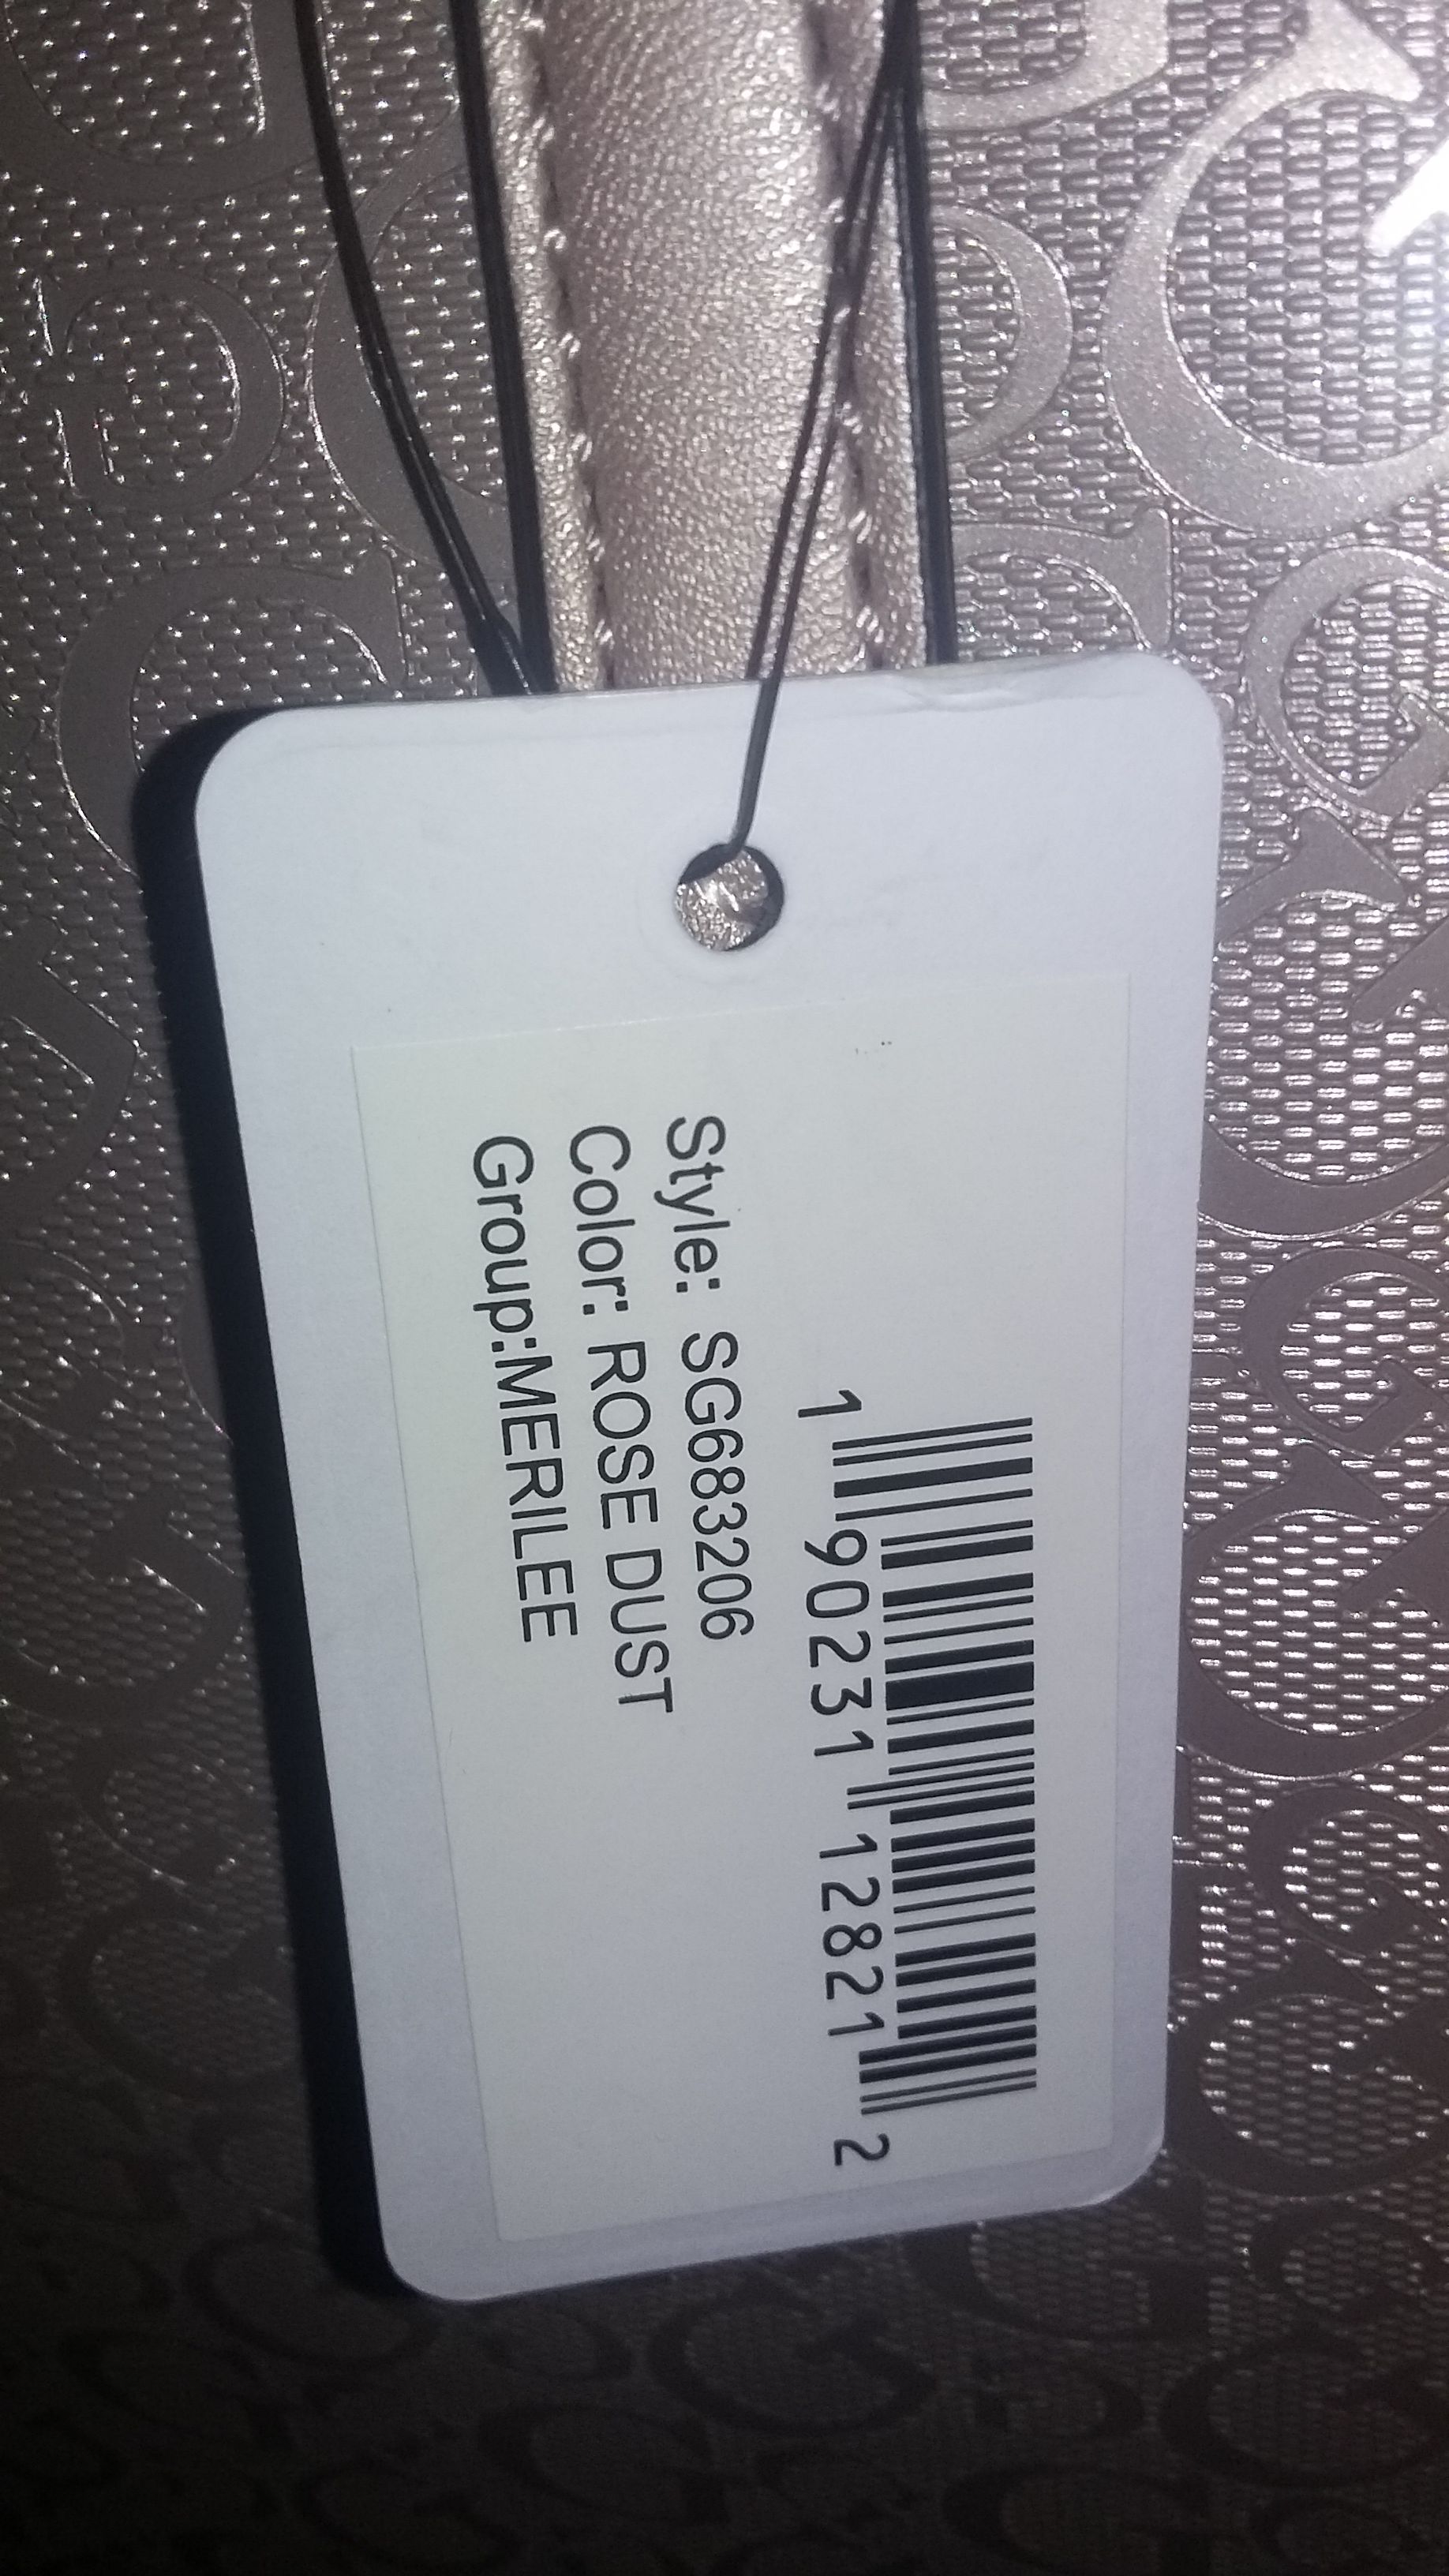 1 90231 12821 2
Style: SG683206
Color: ROSE DUST
Group:MERILEE